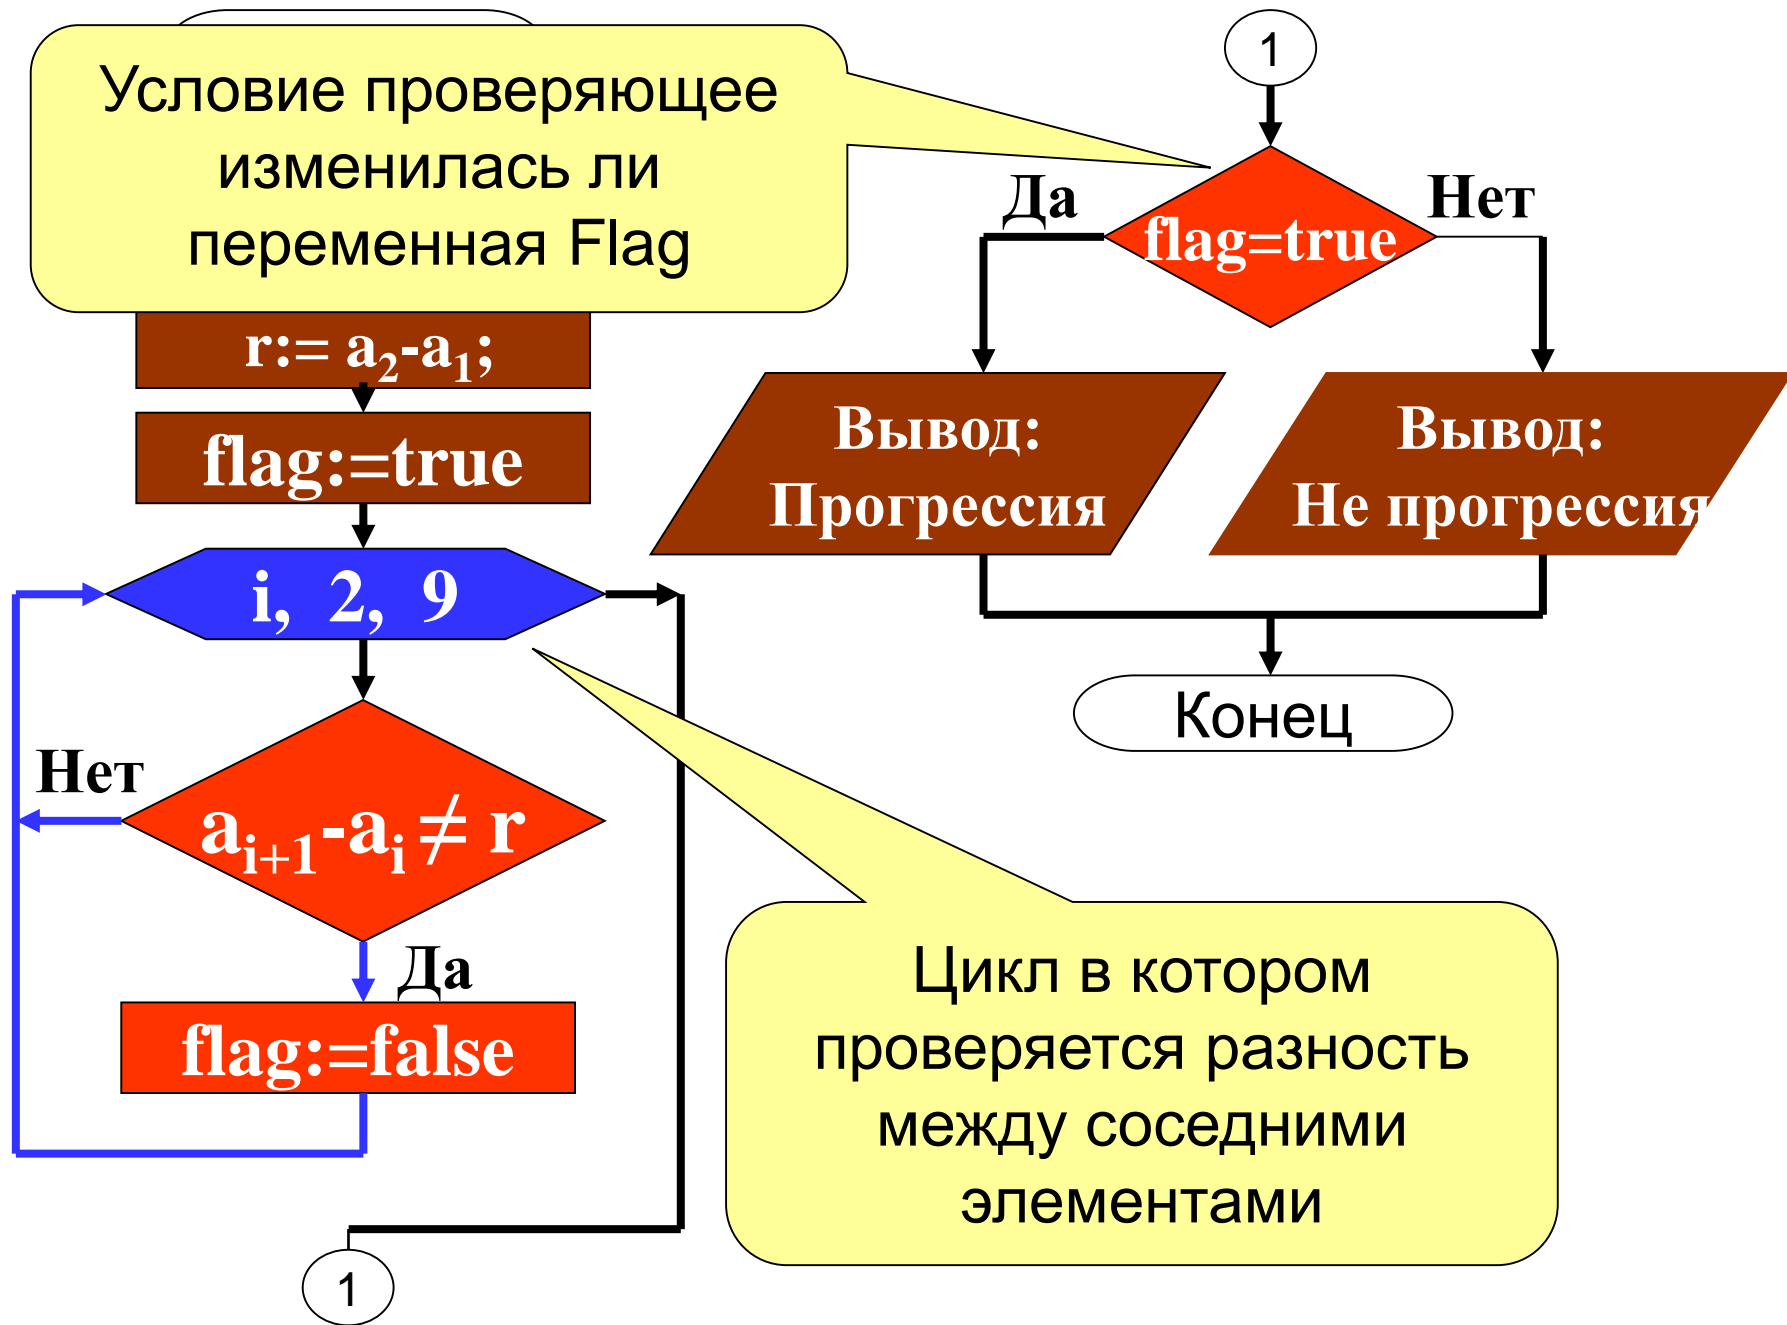 Условие проверяющее
изменилась ли
переменная Flag
r:= a₂-a₁;
flag:=true
i, 2, 9
Нет
aᵢ₊₁-aᵢ ≠ r
Да
flag:=false
1
1
Да
Нет
flag=true
Вывод:
Прогрессия
Вывод:
Не прогрессия
Конец
Цикл в котором
проверяется разность
между соседними
элементами